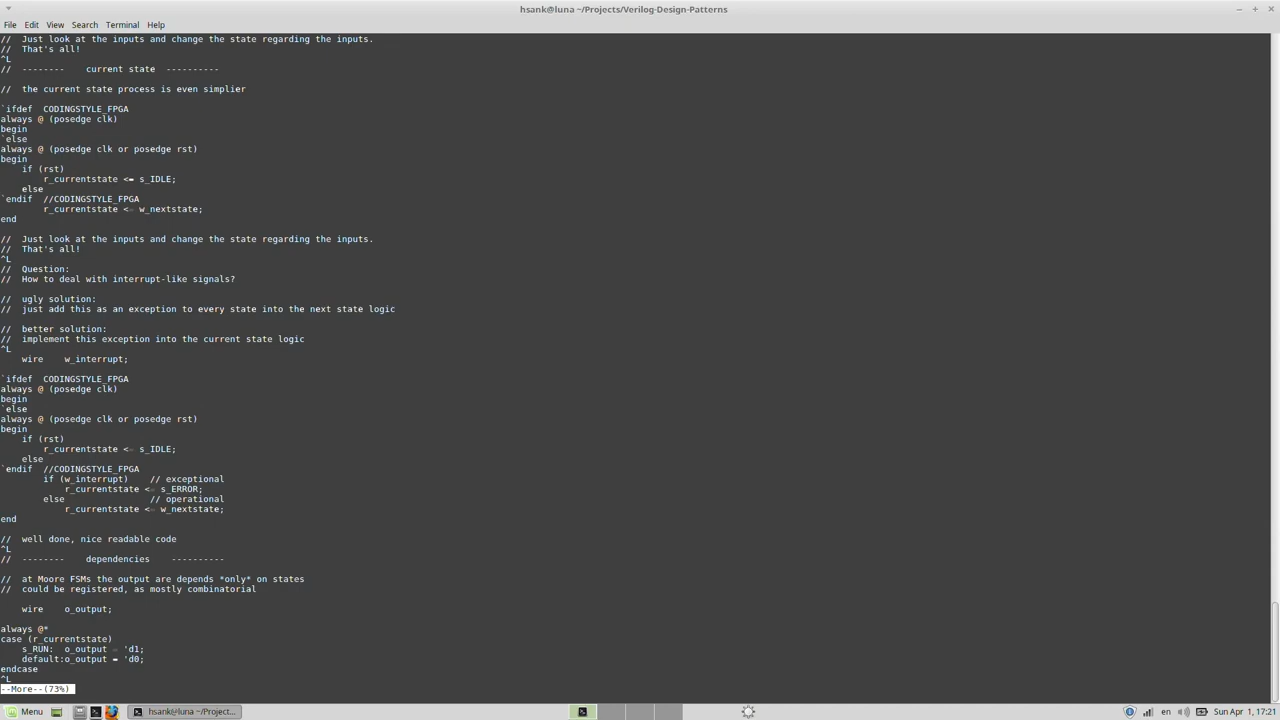 hsank@luna ~/Projects/Verilog-Design-Patterns
File Edit View Search Terminal Help
//  Just look at the inputs and change the state regarding the inputs.
//  That's all!
^L
//  --------    current state  ----------
//  the current state process is even simplier
`ifdef  CODINGSTYLE_FPGA
always @ (posedge clk)
begin
`else
always @ (posedge clk or posedge rst)
begin
    if (rst)
        r_currentstate <= s_IDLE;
    else
`endif  //CODINGSTYLE_FPGA
        r_currentstate <= w_nextstate;
end
//  Just look at the inputs and change the state regarding the inputs.
//  That's all!
^L
//  Question:
//  How to deal with interrupt-like signals?
//  ugly solution:
//  just add this as an exception to every state into the next state logic
//  better solution:
//  implement this exception into the current state logic
^L
    wire    w_interrupt;
`ifdef  CODINGSTYLE_FPGA
always @ (posedge clk)
begin
`else
always @ (posedge clk or posedge rst)
begin
    if (rst)
        r_currentstate <= s_IDLE;
    else
`endif  //CODINGSTYLE_FPGA
        if (w_interrupt)    // exceptional
            r_currentstate <= s_ERROR;
        else                // operational
            r_currentstate <= w_nextstate;
end
//  well done, nice readable code
^L
//  --------    dependencies    ----------
//  at Moore FSMs the output are depends *only* on states
//  could be registered, as mostly combinatorial
    wire    o_output;
always @*
case (r_currentstate)
    s_RUN:  o_output = 'd1;
    default:o_output = 'd0;
endcase
^L
--More--(73%)
Menu hsank@luna ~/Project... en Sun Apr 1, 17:21